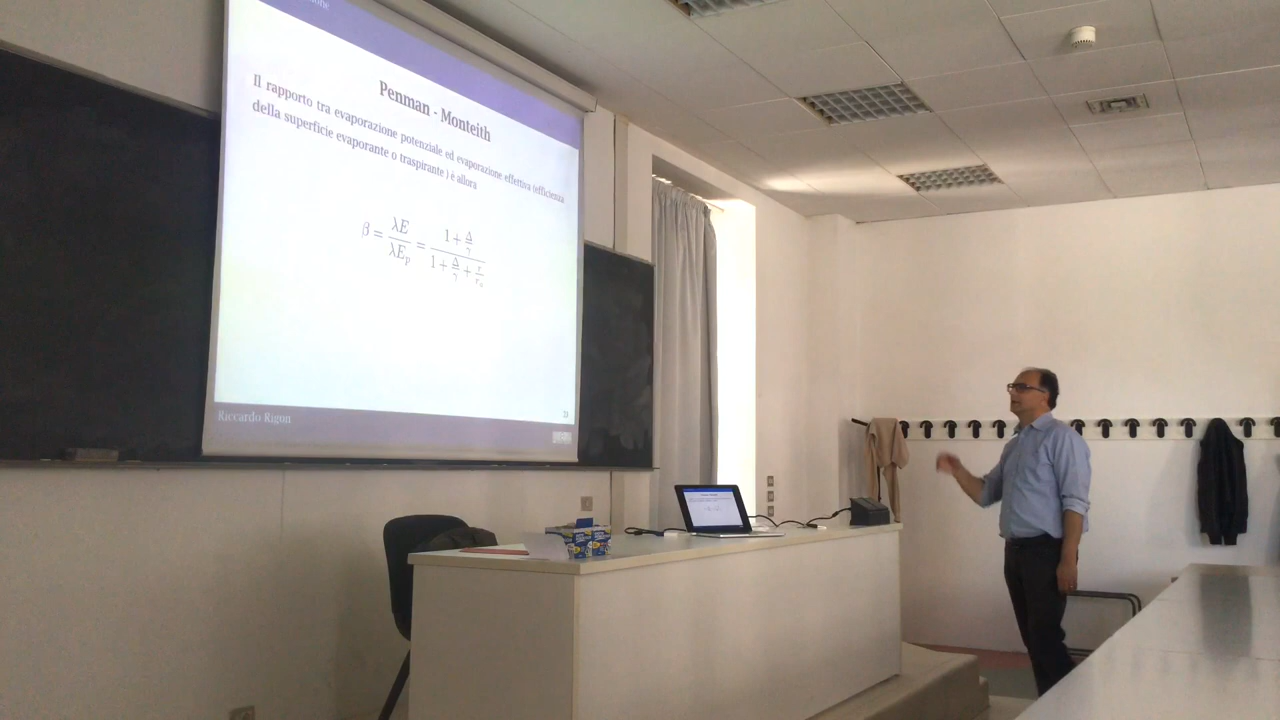 Penman - Monteith
Il rapporto tra evaporazione potenziale ed evaporazione effettiva (efficienza
della superficie evaporante o traspirante ) è allora
β = λE / λE_p = (1 + Δ/γ) / (1 + Δ/γ + r/r_a)
Riccardo Rigon
23